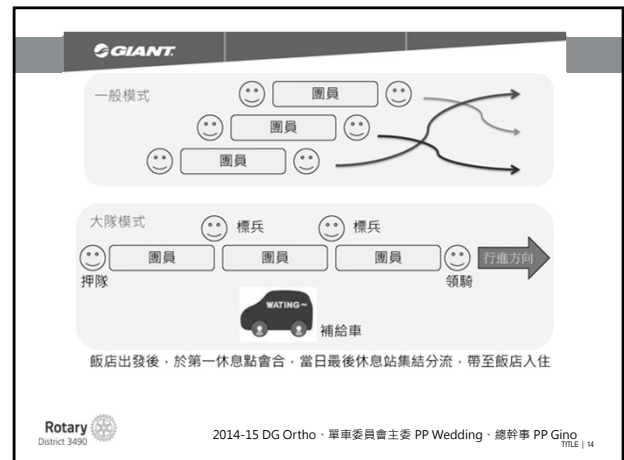 GIANT.
一般模式
團員
團員
團員
大隊模式
標兵 標兵
團員 團員 團員 行進方向
押隊 領騎
WATING~
補給車
飯店出發後，於第一休息點會合，當日最後休息站集結分流，帶至飯店入住
Rotary
District 3490
2014-15 DG Ortho、單車委員會主委 PP Wedding、總幹事 PP Gino
TITLE | 14